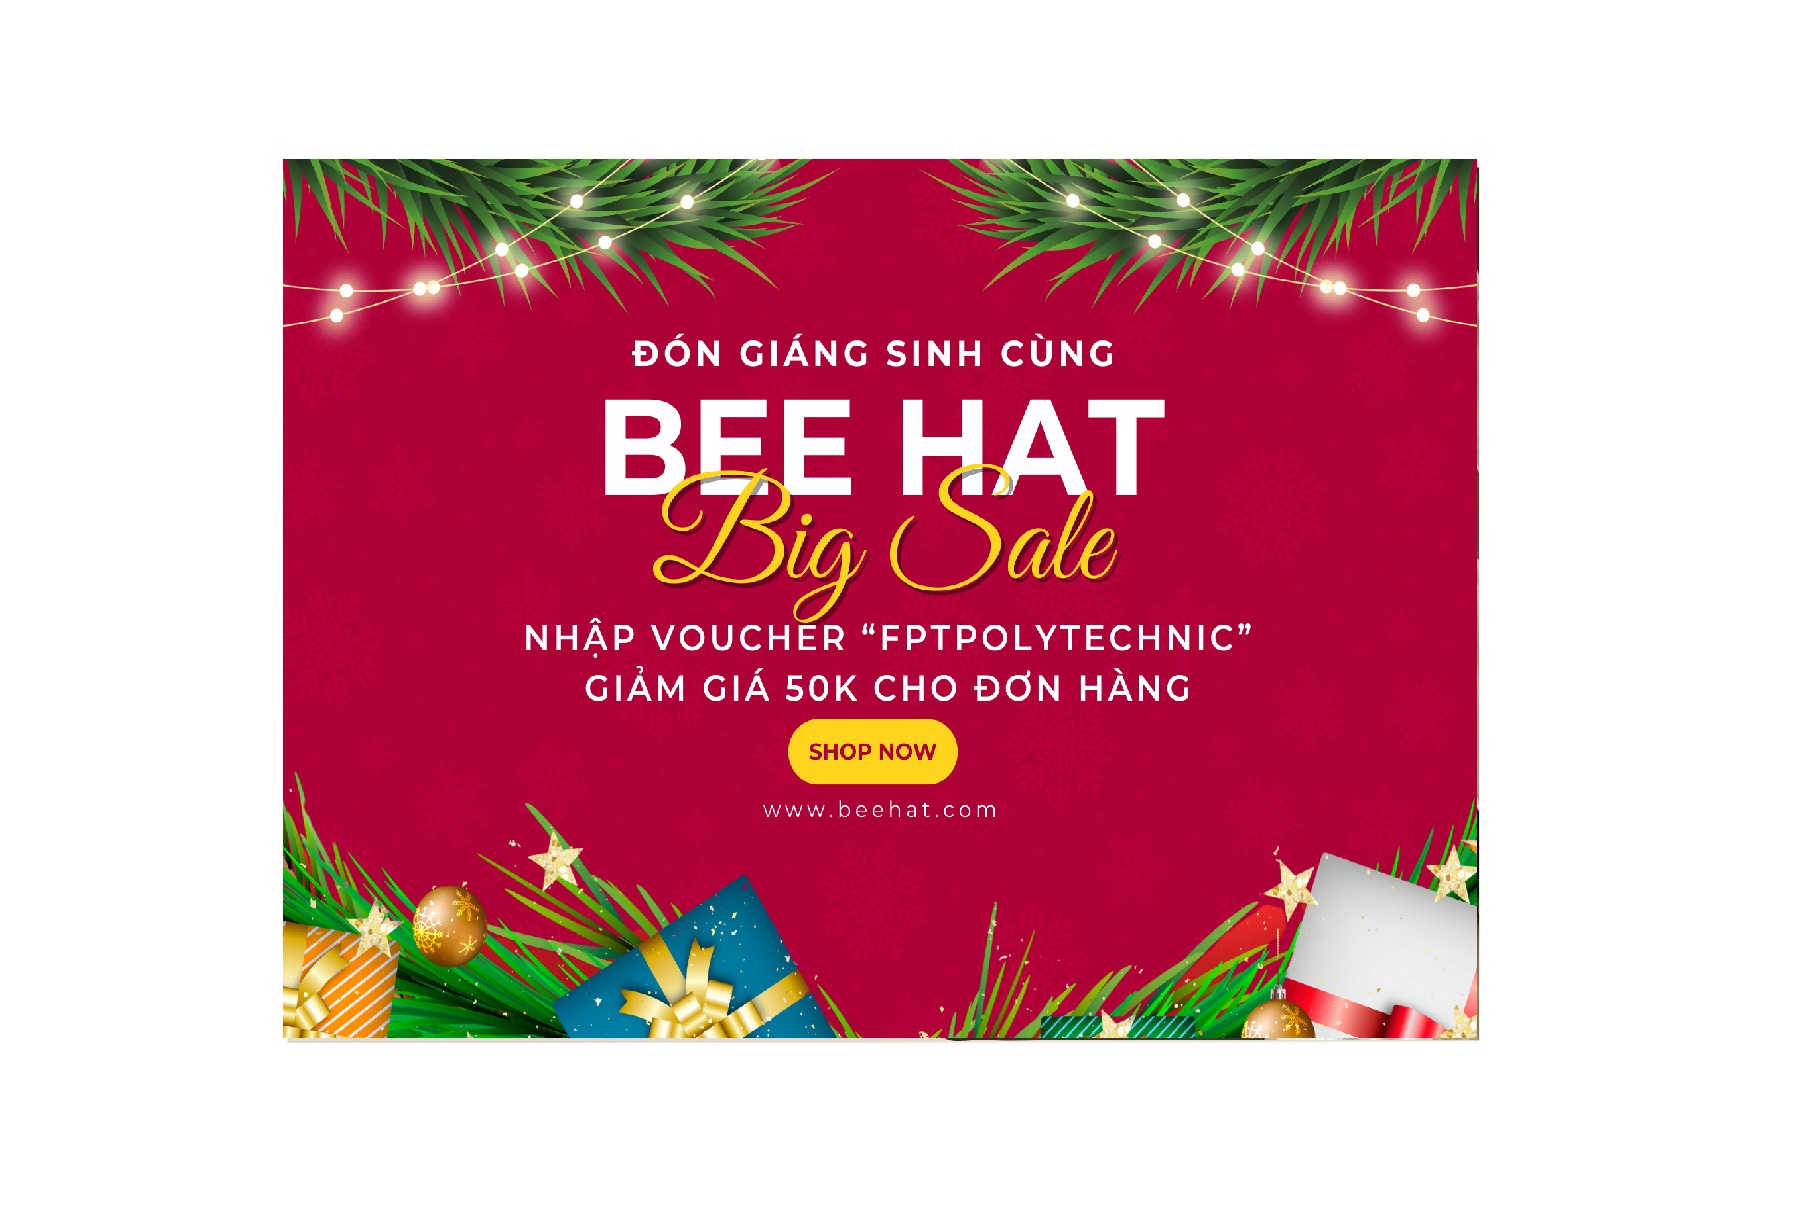 ĐÓN GIÁNG SINH CÙNG
BEE HAT
Big Sale
NHẬP VOUCHER “FPTPOLYTECHNIC”
GIẢM GIÁ 50K CHO ĐƠN HÀNG
SHOP NOW
www.beehat.com